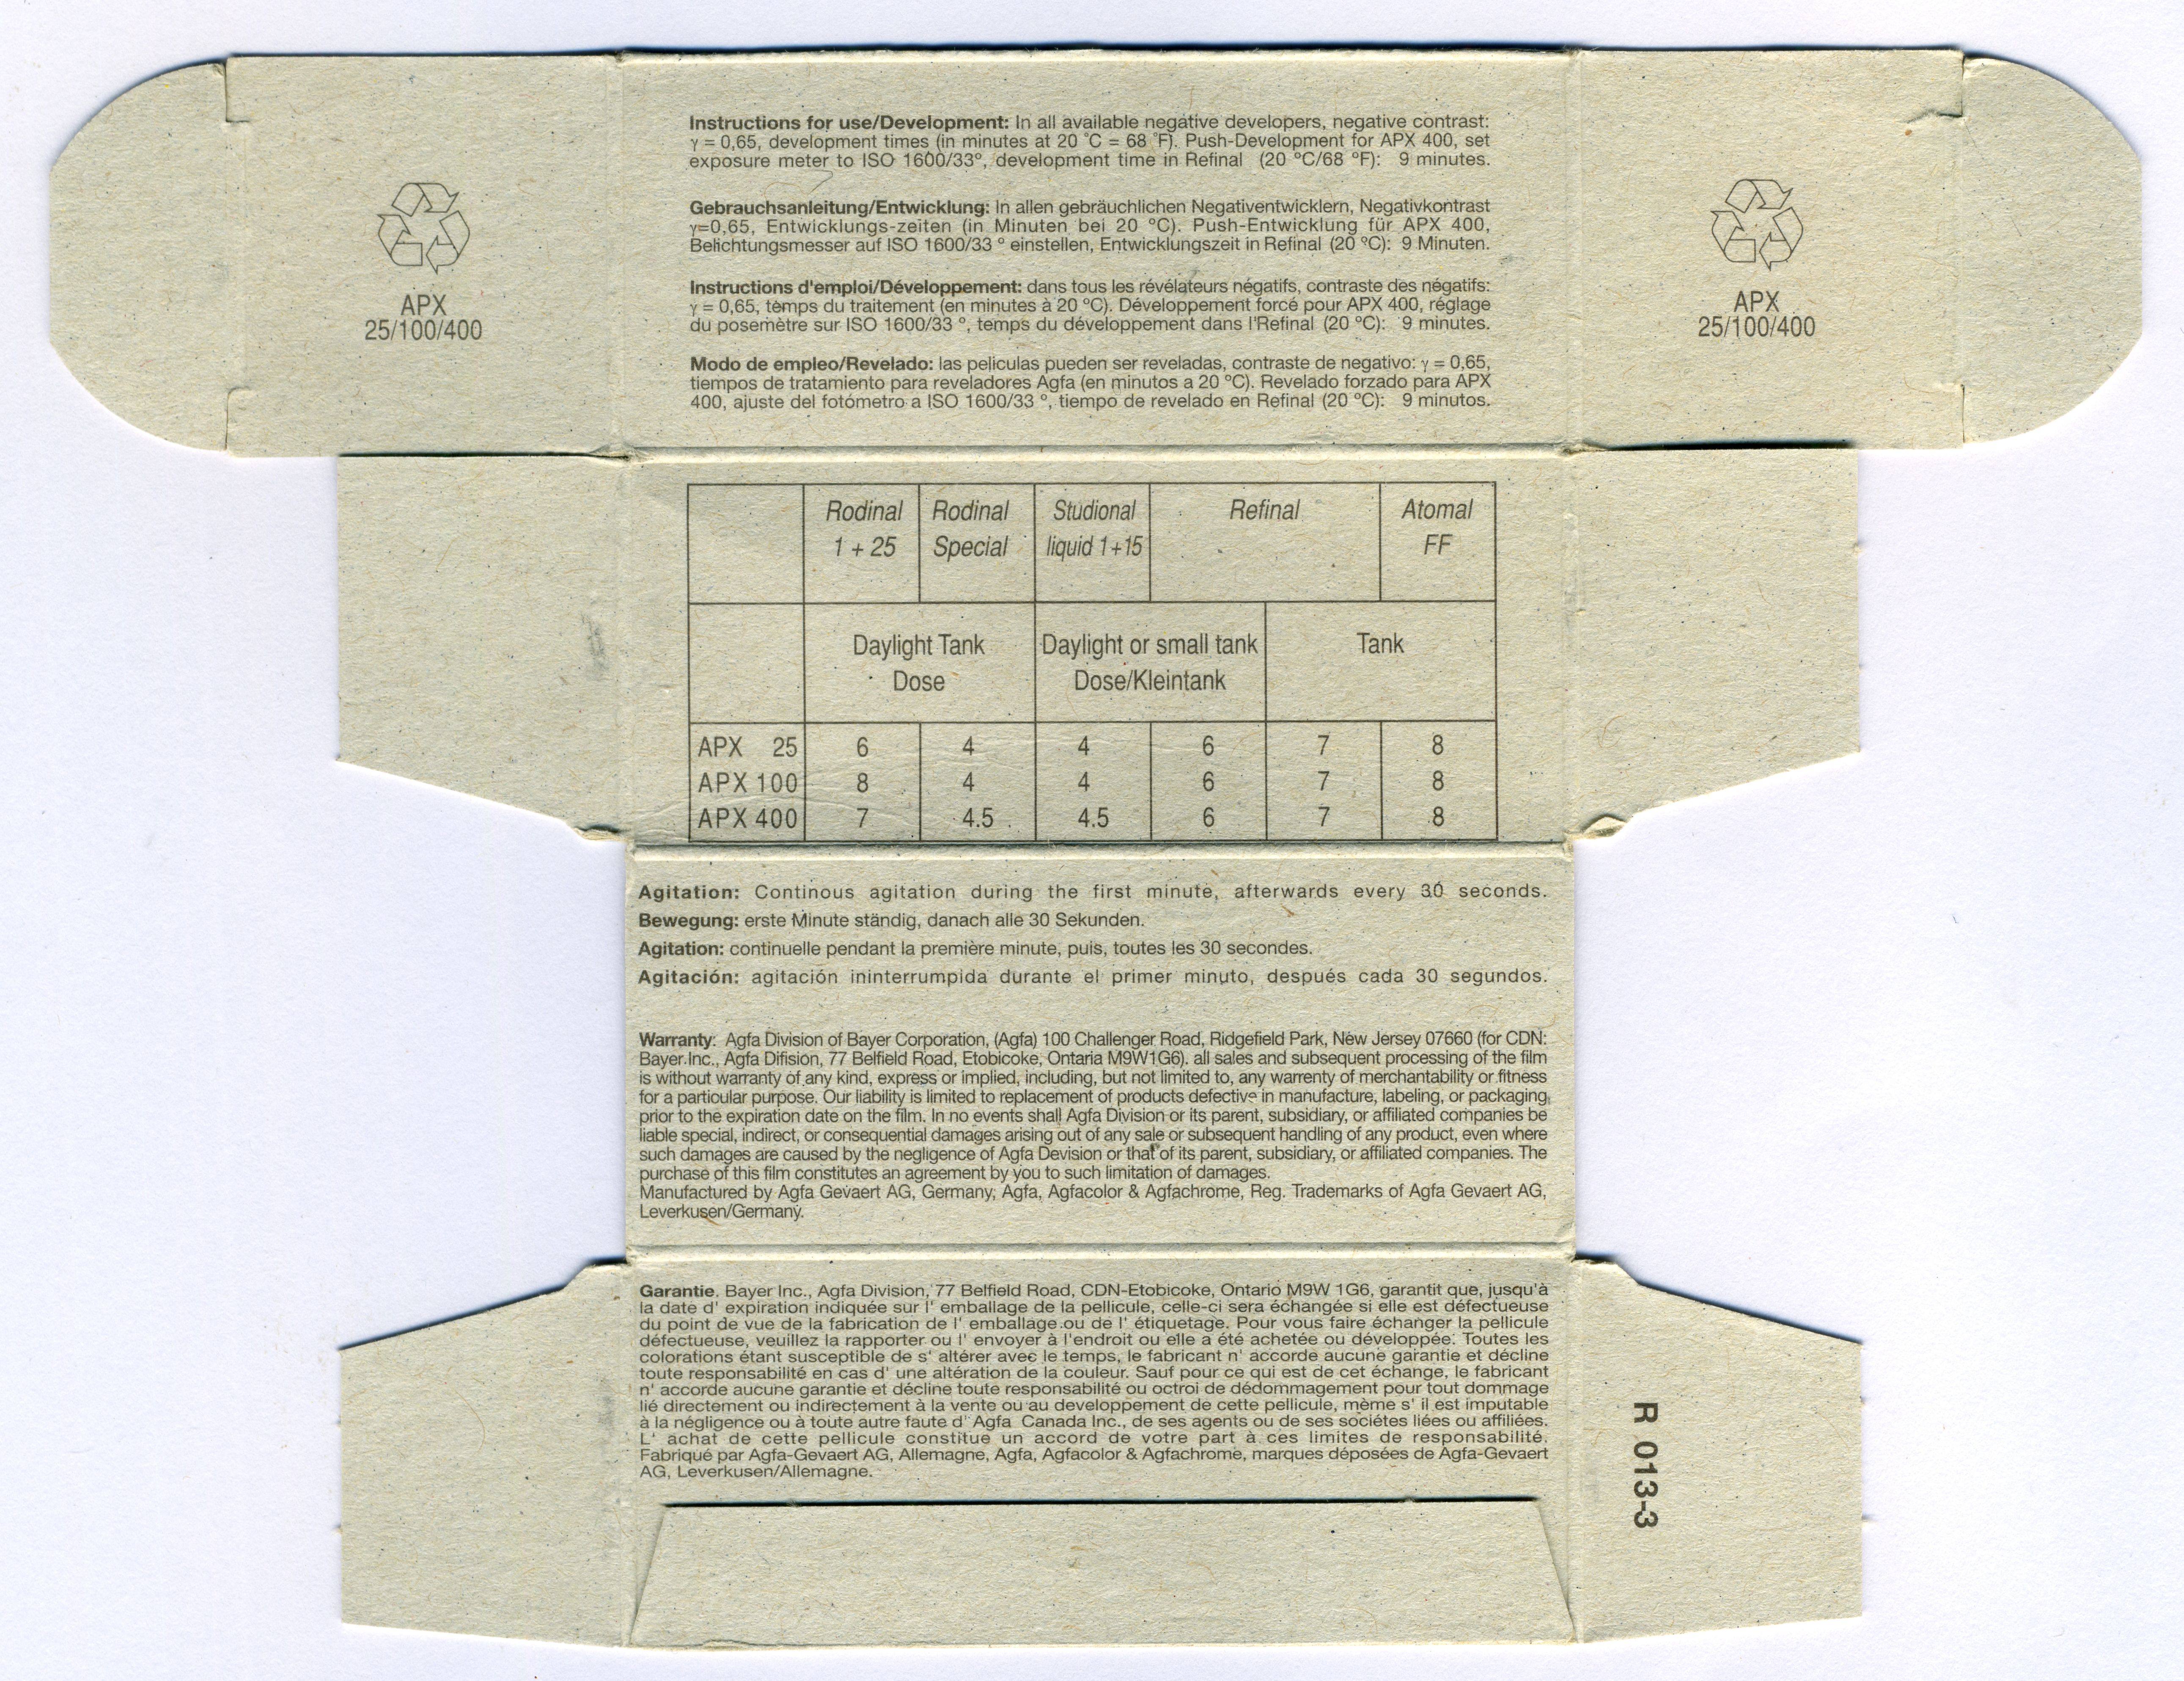 Instructions for use/Development: In all available negative developers, negative contrast:
γ = 0,65, development times (in minutes at 20 °C = 68 °F). Push-Development for APX 400, set
exposure meter to ISO 1600/33°, development time in Refinal (20 ºC/68 ºF): 9 minutes.
Gebrauchsanleitung/Entwicklung: In allen gebräuchlichen Negativentwicklern, Negativkontrast
γ=0,65, Entwicklungs-zeiten (in Minuten bei 20 ºC). Push-Entwicklung für APX 400,
Belichtungsmesser auf ISO 1600/33 º einstellen, Entwicklungszeit in Refinal (20 ºC): 9 Minuten.
Instructions d'emploi/Développement: dans tous les révélateurs négatifs, contraste des négatifs:
γ = 0,65, temps du traitement (en minutes à 20 ºC). Développement forcé pour APX 400, réglage
du posemètre sur ISO 1600/33 º, temps du développement dans l'Refinal (20 ºC): 9 minutes.
Modo de empleo/Revelado: las peliculas pueden ser reveladas, contraste de negativo: γ = 0,65,
tiempos de tratamiento para reveladores Agfa (en minutos a 20 ºC). Revelado forzado para APX
400, ajuste del fotómetro a ISO 1600/33 º, tiempo de revelado en Refinal (20 ºC): 9 minutos.
APX
25/100/400
APX
25/100/400
Rodinal Rodinal Studional Refinal Atomal
1 + 25 Special liquid 1+15 FF
Daylight Tank Daylight or small tank Tank
Dose Dose/Kleintank
APX 25 6 4 4 6 7 8
APX 100 8 4 4 6 7 8
APX 400 7 4.5 4.5 6 7 8
Agitation: Continous agitation during the first minute, afterwards every 30 seconds.
Bewegung: erste Minute ständig, danach alle 30 Sekunden.
Agitation: continuelle pendant la première minute, puis, toutes les 30 secondes.
Agitación: agitación ininterrumpida durante el primer minuto, después cada 30 segundos.
Warranty: Agfa Division of Bayer Corporation, (Agfa) 100 Challenger Road, Ridgefield Park, New Jersey 07660 (for CDN:
Bayer Inc., Agfa Difision, 77 Belfield Road, Etobicoke, Ontaria M9W1G6). all sales and subsequent processing of the film
is without warranty of any kind, express or implied, including, but not limited to, any warrenty of merchantability or fitness
for a particular purpose. Our liability is limited to replacement of products defective in manufacture, labeling, or packaging,
prior to the expiration date on the film. In no events shall Agfa Division or its parent, subsidiary, or affiliated companies be
liable special, indirect, or consequential damages arising out of any sale or subsequent handling of any product, even where
such damages are caused by the negligence of Agfa Devision or that of its parent, subsidiary, or affiliated companies. The
purchase of this film constitutes an agreement by you to such limitation of damages.
Manufactured by Agfa Gevaert AG, Germany, Agfa, Agfacolor & Agfachrome, Reg. Trademarks of Agfa Gevaert AG,
Leverkusen/Germany.
Garantie. Bayer Inc., Agfa Division, 77 Belfield Road, CDN-Etobicoke, Ontario M9W 1G6, garantit que, jusqu'à
la date d' expiration indiquée sur l' emballage de la pellicule, celle-ci sera échangée si elle est défectueuse
du point de vue de la fabrication de l' emballage ou de l' étiquetage. Pour vous faire échanger la pellicule
défectueuse, veuillez la rapporter ou l' envoyer à l'endroit ou elle a été achetée ou développée. Toutes les
colorations étant susceptible de s' altérer avec le temps, le fabricant n' accorde aucune garantie et décline
toute responsabilité en cas d' une altération de la couleur. Sauf pour ce qui est de cet échange, le fabricant
n' accorde aucune garantie et décline toute responsabilité ou octroi de dédommagement pour tout dommage
lié directement ou indirectement à la vente ou au developpement de cette pellicule, mème s' il est imputable
à la négligence ou à toute autre faute d' Agfa Canada Inc., de ses agents ou de ses sociétes liées ou affiliées.
L' achat de cette pellicule constitue un accord de votre part à ces limites de responsabilité.
Fabriqué par Agfa-Gevaert AG, Allemagne, Agfa, Agfacolor & Agfachrome, marques déposées de Agfa-Gevaert
AG, Leverkusen/Allemagne.
R 013-3